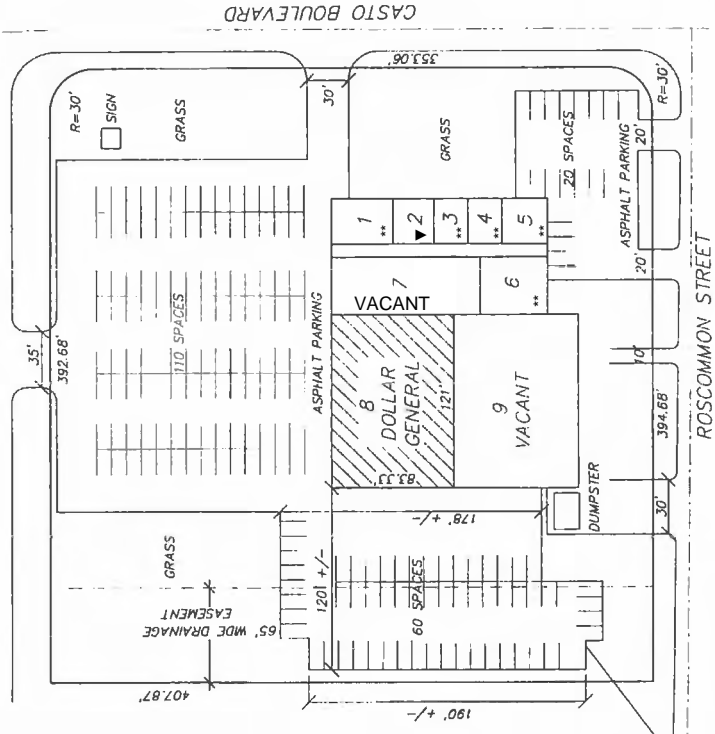 CASTO BOULEVARD
353.06'
R=30'
SIGN
GRASS
30'
GRASS
R=30'
20'
20 SPACES
ASPHALT PARKING
20'
1
**
2
▼
3
**
4
**
5
**
35'
392.68'
110 SPACES
ASPHALT PARKING
7
VACANT
6
**
8
DOLLAR
GENERAL
121'
83.33'
9
VACANT
10'
394.68'
ROSCOMMON STREET
DUMPSTER
30'
178' +/-
GRASS
65' WIDE DRAINAGE
EASEMENT
120' +/-
60 SPACES
407.87'
190' +/-